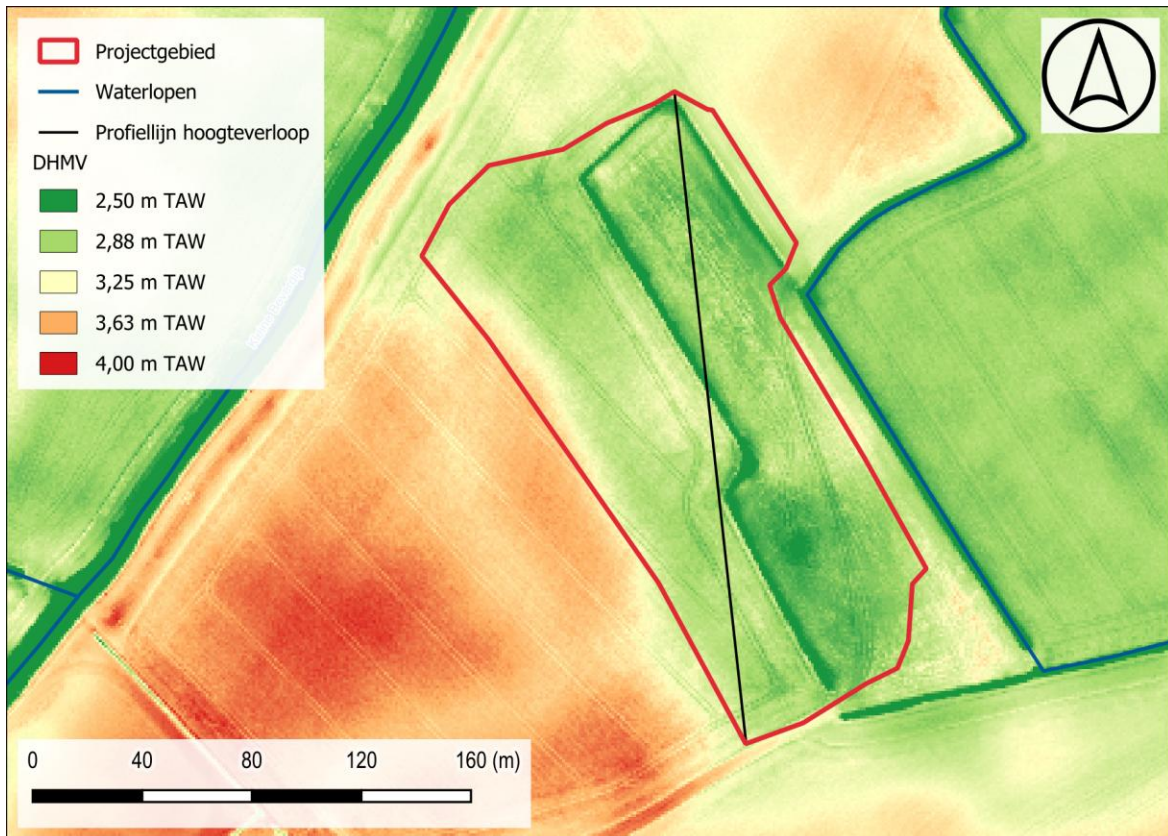 Projectgebied
Waterlopen
Profiellijn hoogteverloop
DHMV
2,50 m TAW
2,88 m TAW
3,25 m TAW
3,63 m TAW
4,00 m TAW
0 40 80 120 160 (m)